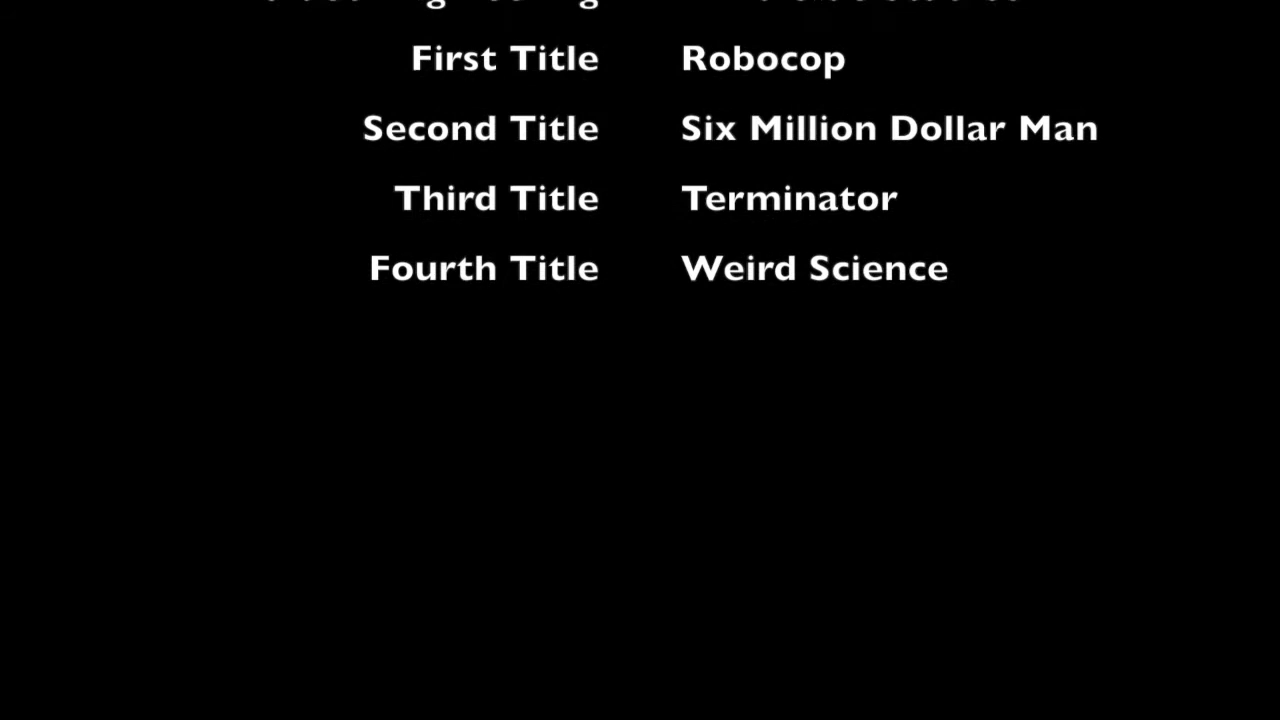 First Title Robocop
Second Title Six Million Dollar Man
Third Title Terminator
Fourth Title Weird Science